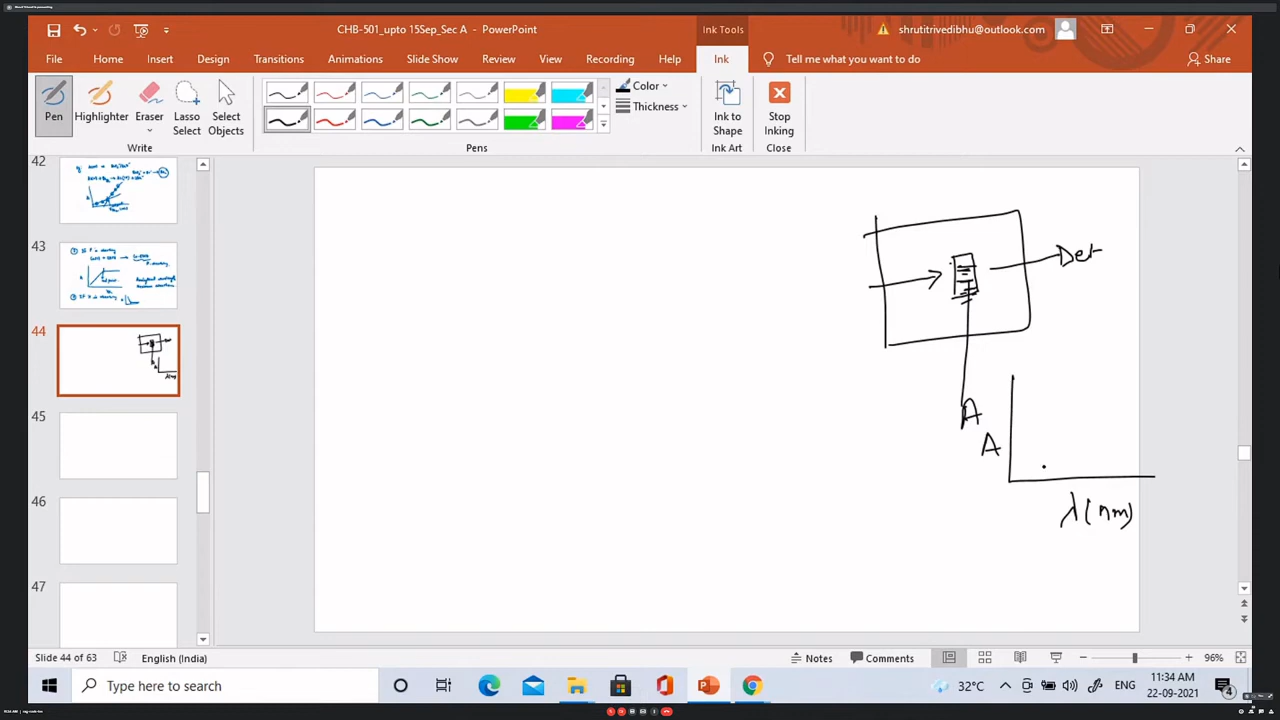 CHB-501_upto 15Sep_Sec A - PowerPoint
Ink Tools
shrutitrivedibhu@outlook.com
File Home Insert Design Transitions Animations Slide Show Review View Recording Help Ink Tell me what you want to do Share
Pen Highlighter Eraser Lasso Select Select Objects
Color
Thickness
Ink to Shape
Stop Inking
Write Pens Ink Art Close
42
43
44
45
46
47
Det
A
A
λ(nm)
Slide 44 of 63 English (India) Notes Comments 96%
Type here to search
32°C ENG
11:34 AM
22-09-2021
4